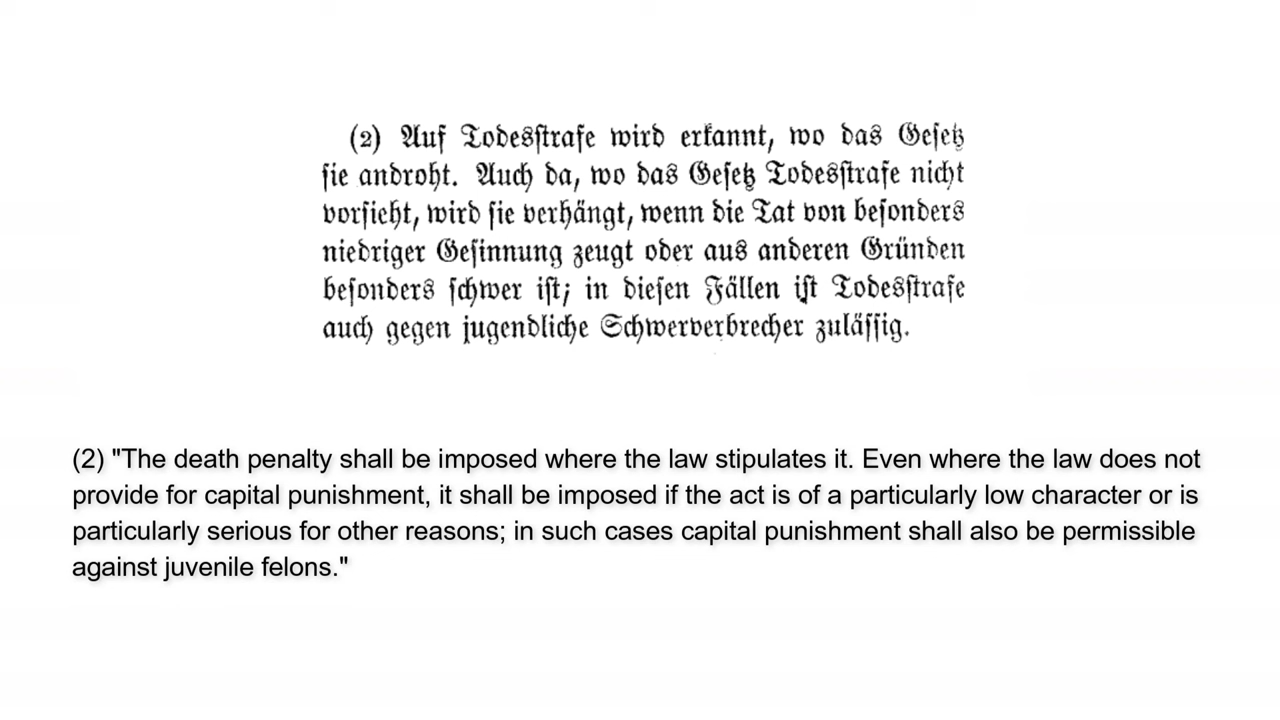 (2) Auf Todesstrafe wird erkannt, wo das Gesetz
sie androht. Auch da, wo das Gesetz Todesstrafe nicht
vorsieht, wird sie verhängt, wenn die Tat von besonders
niedriger Gesinnung zeugt oder aus anderen Gründen
besonders schwer ist; in diesen Fällen ist Todesstrafe
auch gegen jugendliche Schwerverbrecher zulässig.
(2) "The death penalty shall be imposed where the law stipulates it. Even where the law does not
provide for capital punishment, it shall be imposed if the act is of a particularly low character or is
particularly serious for other reasons; in such cases capital punishment shall also be permissible
against juvenile felons."